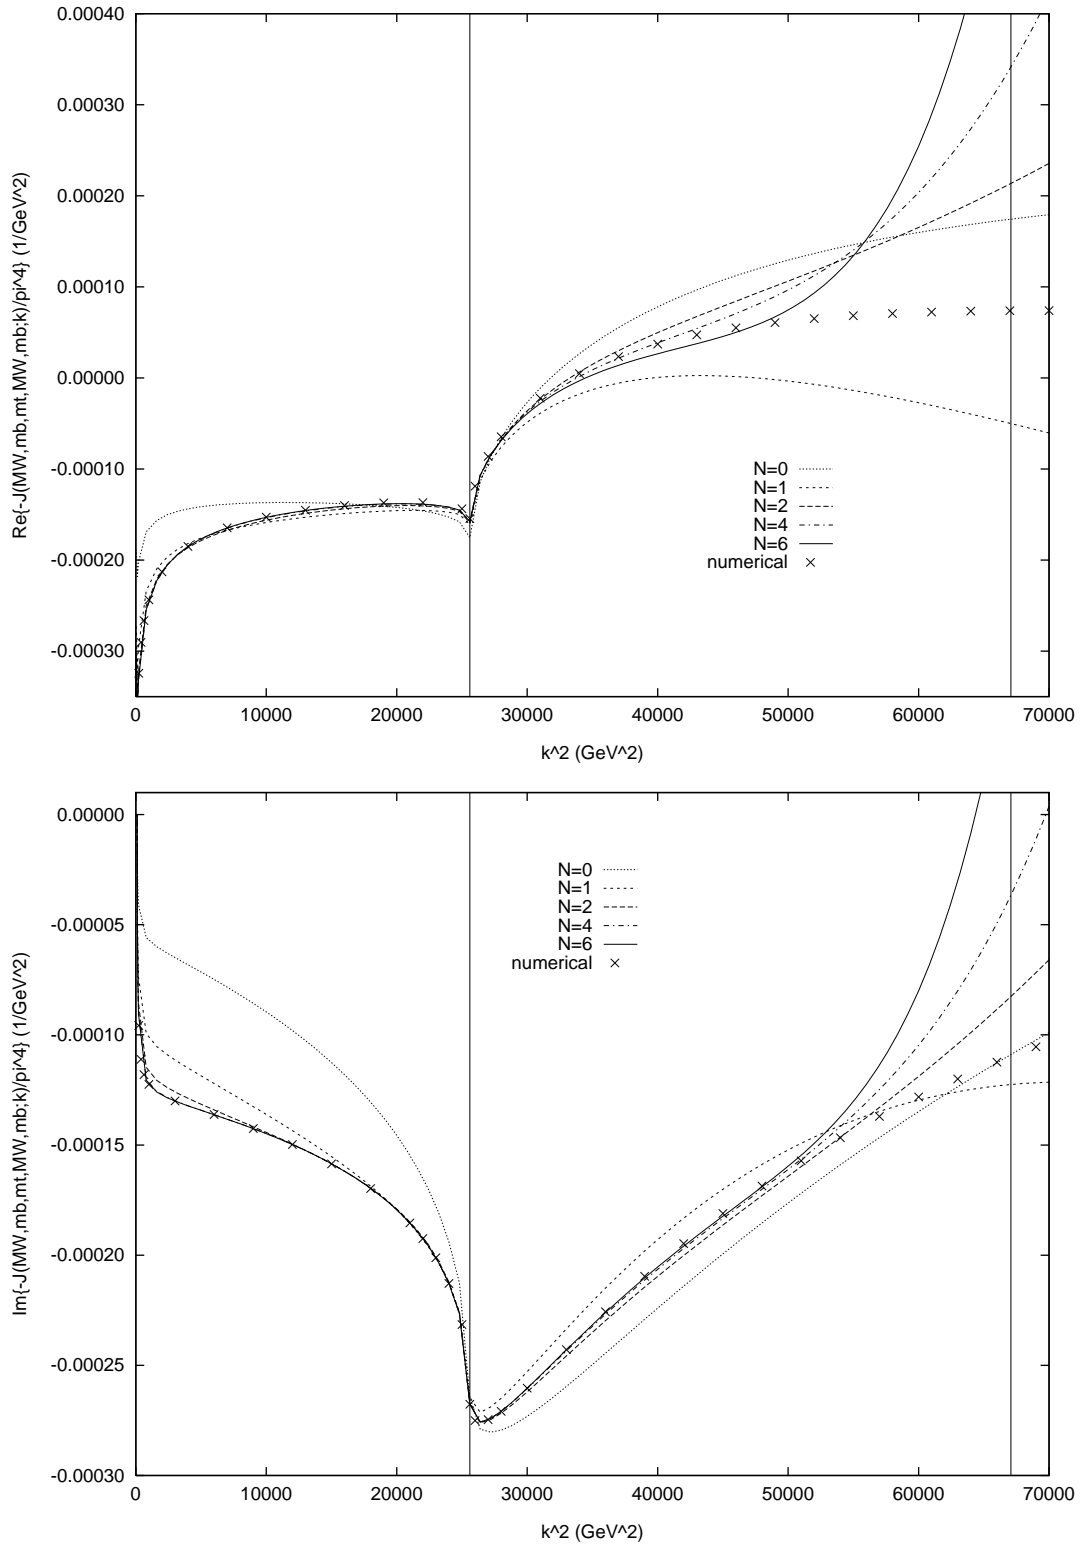 0.00040
0.00030
0.00020
0.00010
0.00000
-0.00010
-0.00020
-0.00030
Re{-J(MW,mb,mt,MW,mb;k)/pi^4} (1/GeV^2)
N=0
N=1
N=2
N=4
N=6
numerical
0 10000 20000 30000 40000 50000 60000 70000
k^2 (GeV^2)
0.00000
-0.00005
-0.00010
-0.00015
-0.00020
-0.00025
-0.00030
Im{-J(MW,mb,mt,MW,mb;k)/pi^4} (1/GeV^2)
N=0
N=1
N=2
N=4
N=6
numerical
0 10000 20000 30000 40000 50000 60000 70000
k^2 (GeV^2)